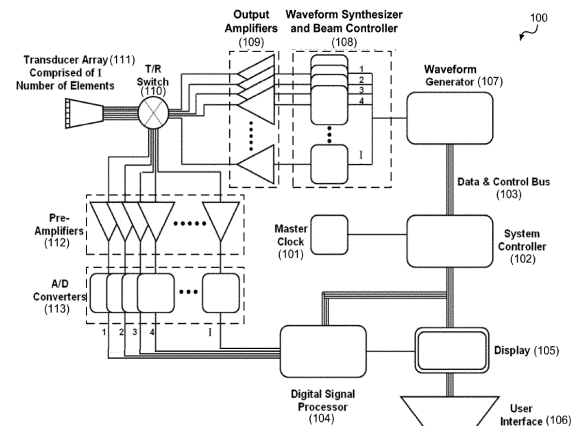 100
Output
Amplifiers
(109)
Waveform Synthesizer
and Beam Controller
(108)
Transducer Array (111)
Comprised of I
Number of Elements
T/R
Switch
(110)
1
2
3
4
I
Waveform
Generator (107)
Data & Control Bus
(103)
Pre-
Amplifiers
(112)
Master
Clock
(101)
System
Controller
(102)
A/D
Converters
(113)
1 2 3 4 I
Display (105)
Digital Signal
Processor
(104)
User
Interface (106)